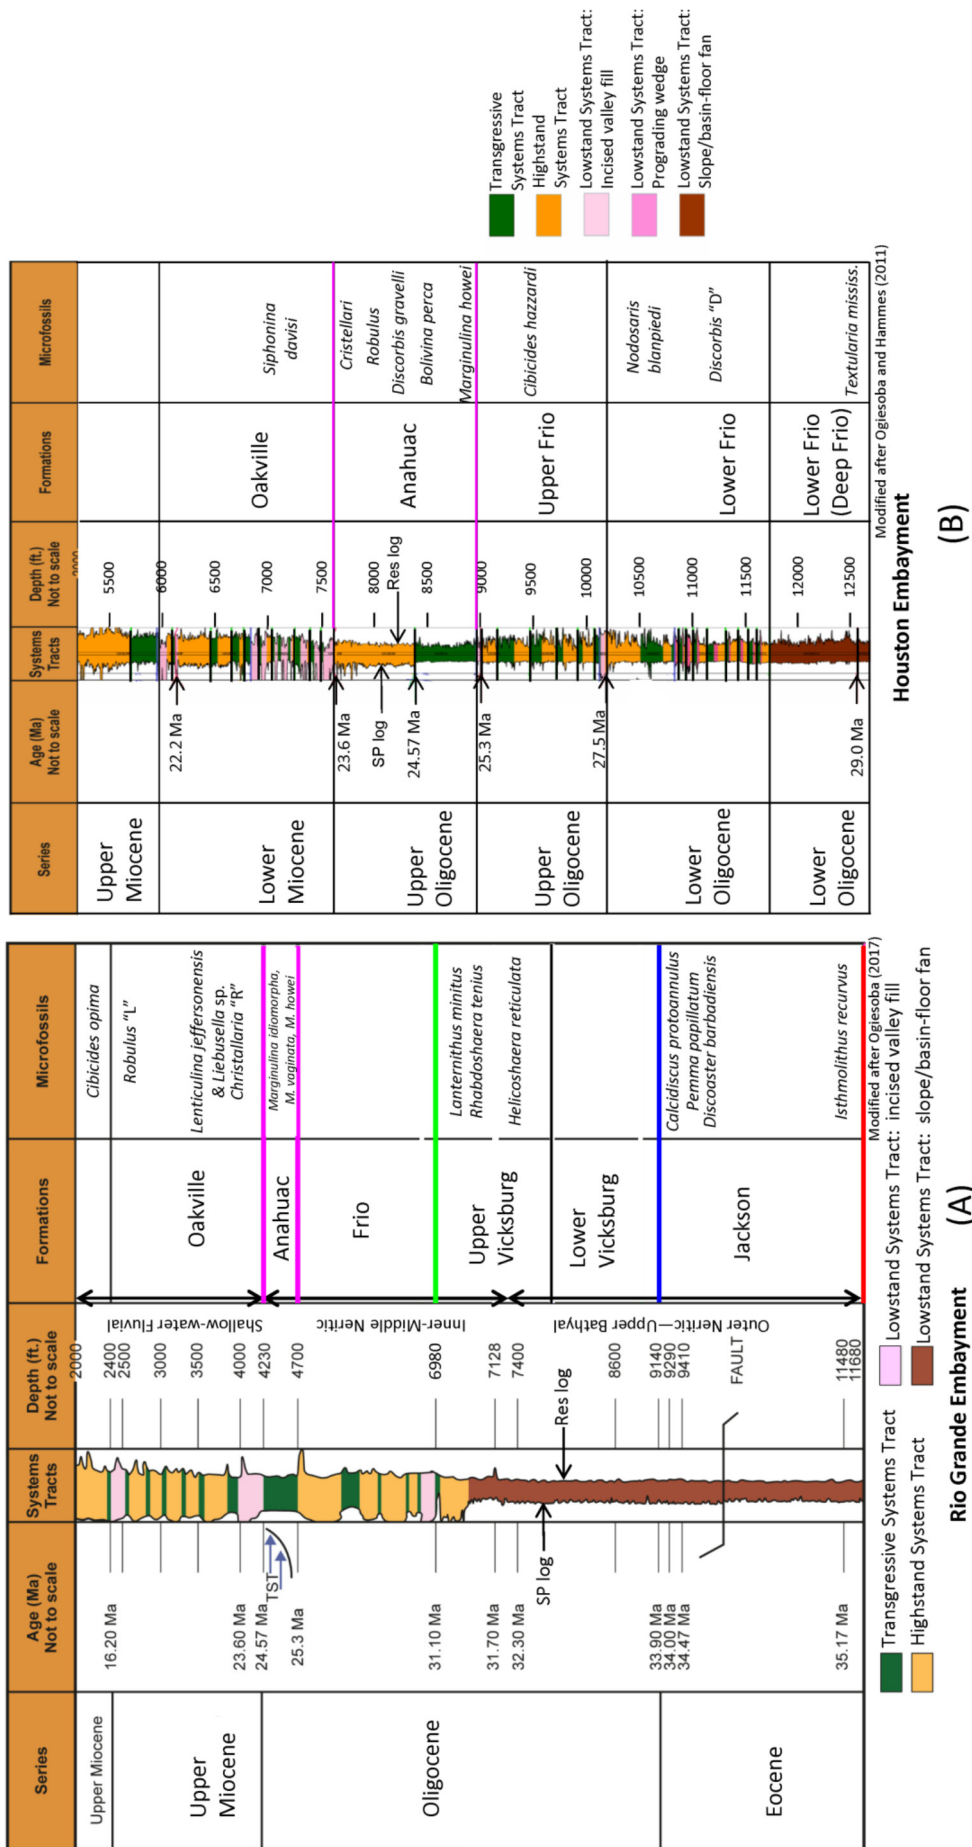 Series
Age (Ma)
Not to scale
Systems
Tracts
Depth (ft.)
Not to scale
Formations
Microfossils
Upper Miocene
Upper
Miocene
Oligocene
Eocene
16.20 Ma
23.60 Ma
24.57 Ma
TST
25.3 Ma
31.10 Ma
31.70 Ma
32.30 Ma
33.90 Ma
34.00 Ma
34.47 Ma
35.17 Ma
SP log
Res log
2000
2400
2500
3000
3500
4000
4230
4700
6980
7128
7400
8600
9140
9290
9410
FAULT
11480
11680
Shallow-water Fluvial
Inner-Middle Neritic
Outer Neritic—Upper Bathyal
Oakville
Anahuac
Frio
Upper
Vicksburg
Lower
Vicksburg
Jackson
Cibicides opima
Robulus "L"
Lenticulina jeffersonensis
& Liebusella sp.
Christallaria "R"
Marginulina idiomorpha,
M. vaginata, M. howei
Lanternithus minitus
Rhabdoshaera tenius
Helicoshaera reticulata
Calcidiscus protoannulus
Pemma papillatum
Discoaster barbadiensis
Isthmolithus recurvus
Modified after Ogiesoba (2017)
Transgressive Systems Tract
Highstand Systems Tract
Lowstand Systems Tract: incised valley fill
Lowstand Systems Tract: slope/basin-floor fan
Rio Grande Embayment
(A)
Series
Age (Ma)
Not to scale
Systems
Tracts
Depth (ft.)
Not to scale
Formations
Microfossils
Upper
Miocene
Lower
Miocene
Upper
Oligocene
Upper
Oligocene
Lower
Oligocene
Lower
Oligocene
22.2 Ma
23.6 Ma
SP log
24.57 Ma
25.3 Ma
27.5 Ma
29.0 Ma
Res log
5500
6000
6500
7000
7500
8000
8500
9000
9500
10000
10500
11000
11500
12000
12500
Oakville
Anahuac
Upper Frio
Lower Frio
Lower Frio
(Deep Frio)
Siphonina
davisi
Cristellari
Robulus
Discorbis gravelli
Bolivina perca
Marginulina howei
Cibicides hazzardi
Nodosaris
blanpiedi
Discorbis "D"
Textularia mississ.
Modified after Ogiesoba and Hammes (2011)
Houston Embayment
(B)
Transgressive
Systems Tract
Highstand
Systems Tract
Lowstand Systems Tract:
Incised valley fill
Lowstand Systems Tract:
Prograding wedge
Lowstand Systems Tract:
Slope/basin-floor fan